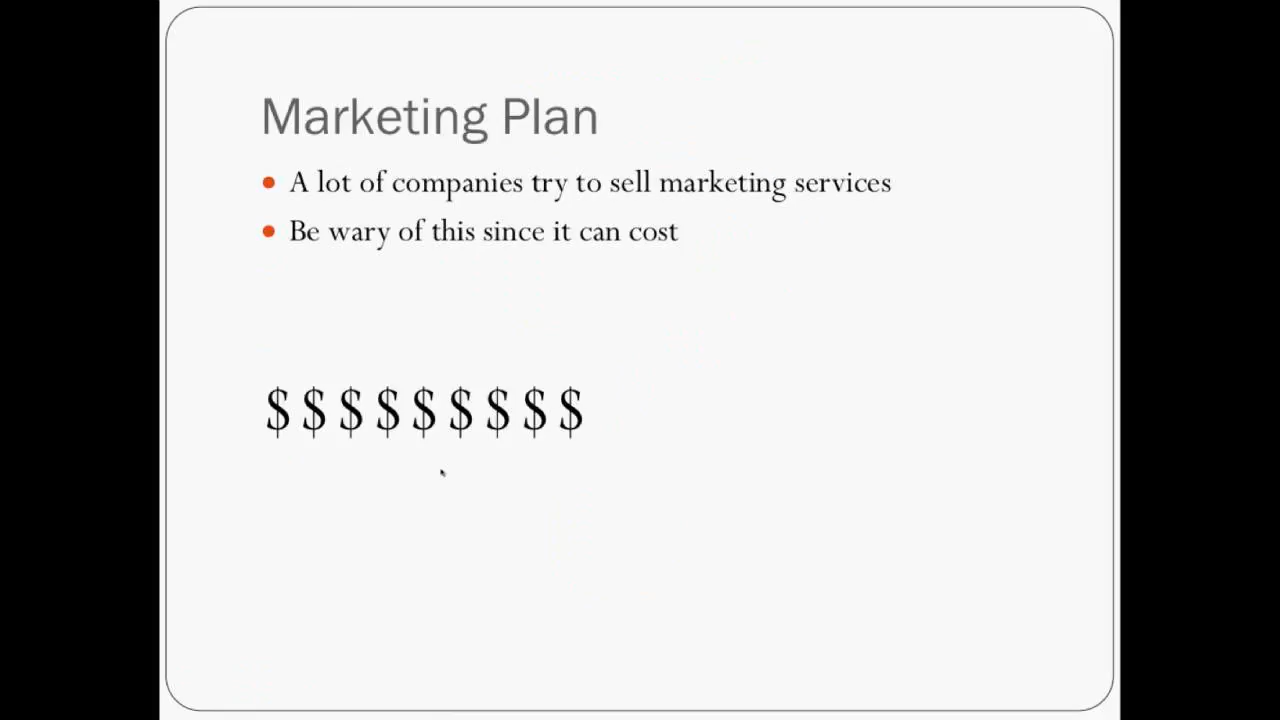 Marketing Plan
A lot of companies try to sell marketing services
Be wary of this since it can cost
$ $ $ $ $ $ $ $ $